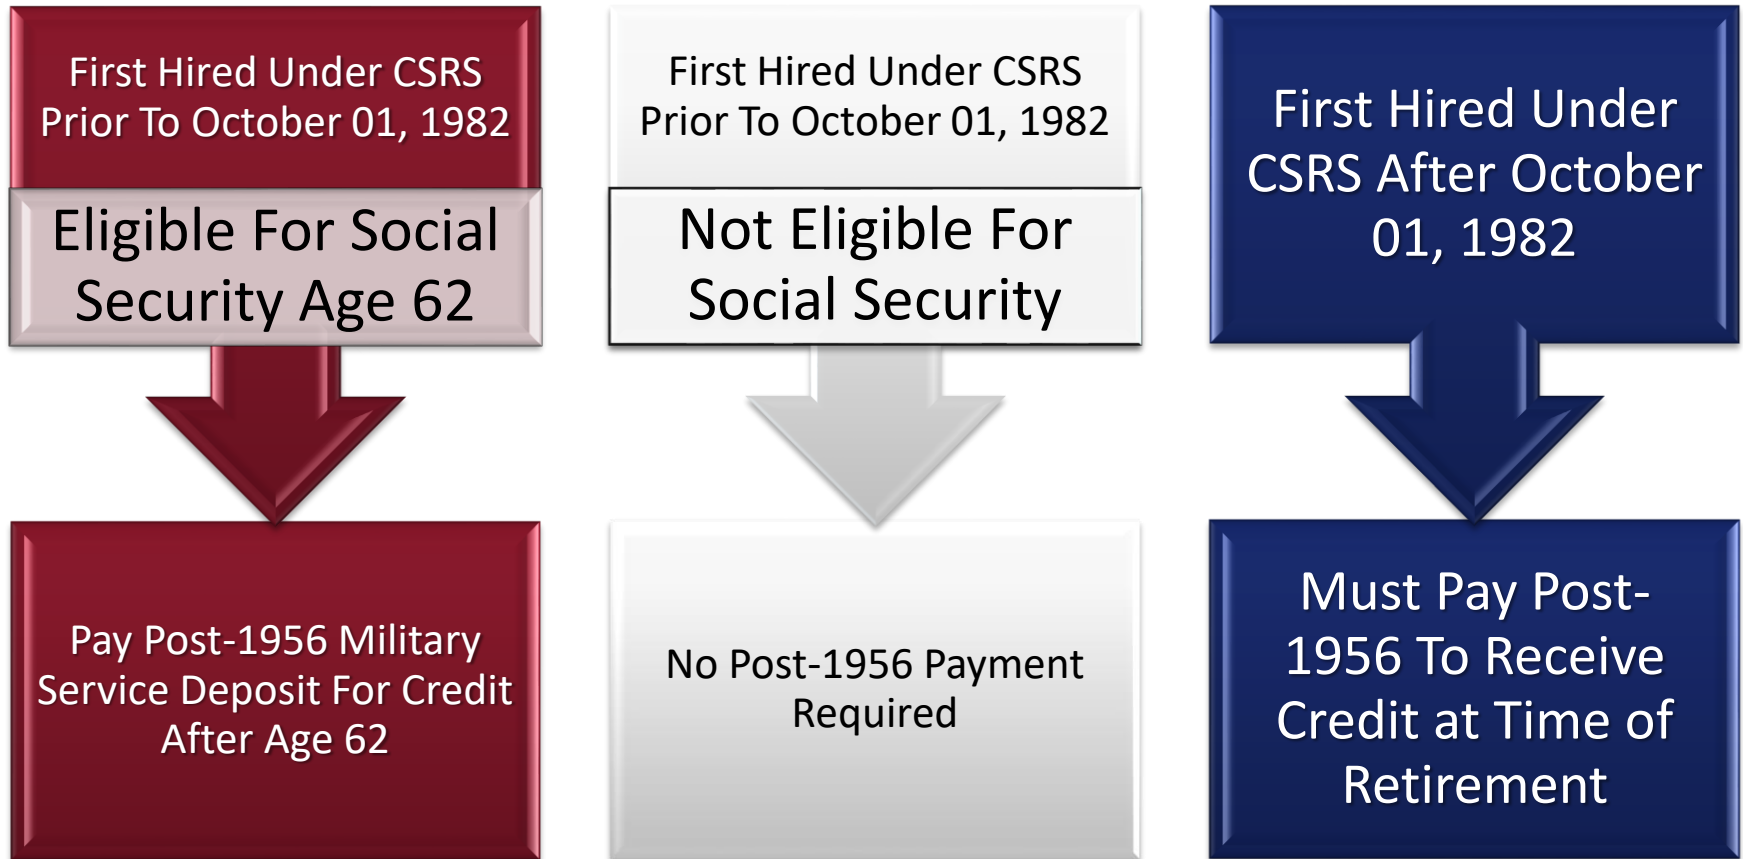 First Hired Under CSRS
Prior To October 01, 1982
Eligible For Social
Security Age 62
Pay Post-1956 Military
Service Deposit For Credit
After Age 62
First Hired Under CSRS
Prior To October 01, 1982
Not Eligible For
Social Security
No Post-1956 Payment
Required
First Hired Under
CSRS After October
01, 1982
Must Pay Post-
1956 To Receive
Credit at Time of
Retirement